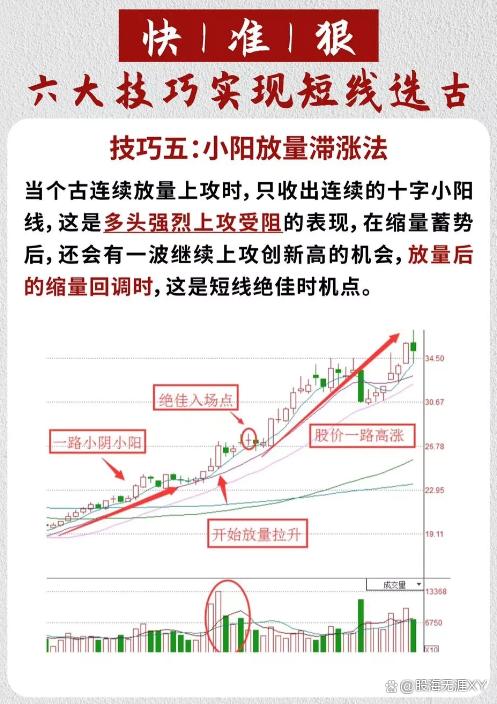 快 | 准 | 狠
六大技巧实现短线选古
技巧五：小阳放量滞涨法
当个古连续放量上攻时，只收出连续的十字小阳
线，这是多头强烈上攻受阻的表现，在缩量蓄势
后，还会有一波继续上攻创新高的机会，放量后
的缩量回调时，这是短线绝佳时机点。
34.50
绝佳入场点
30.67
一路小阴小阳
股价一路高涨
26.78
22.95
开始放量拉升
19.11
成交量
13368
6750
X10
@股海无涯XY